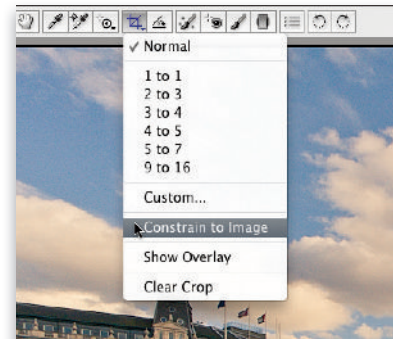 Normal
1 to 1
2 to 3
3 to 4
4 to 5
5 to 7
9 to 16
Custom...
Constrain to Image
Show Overlay
Clear Crop